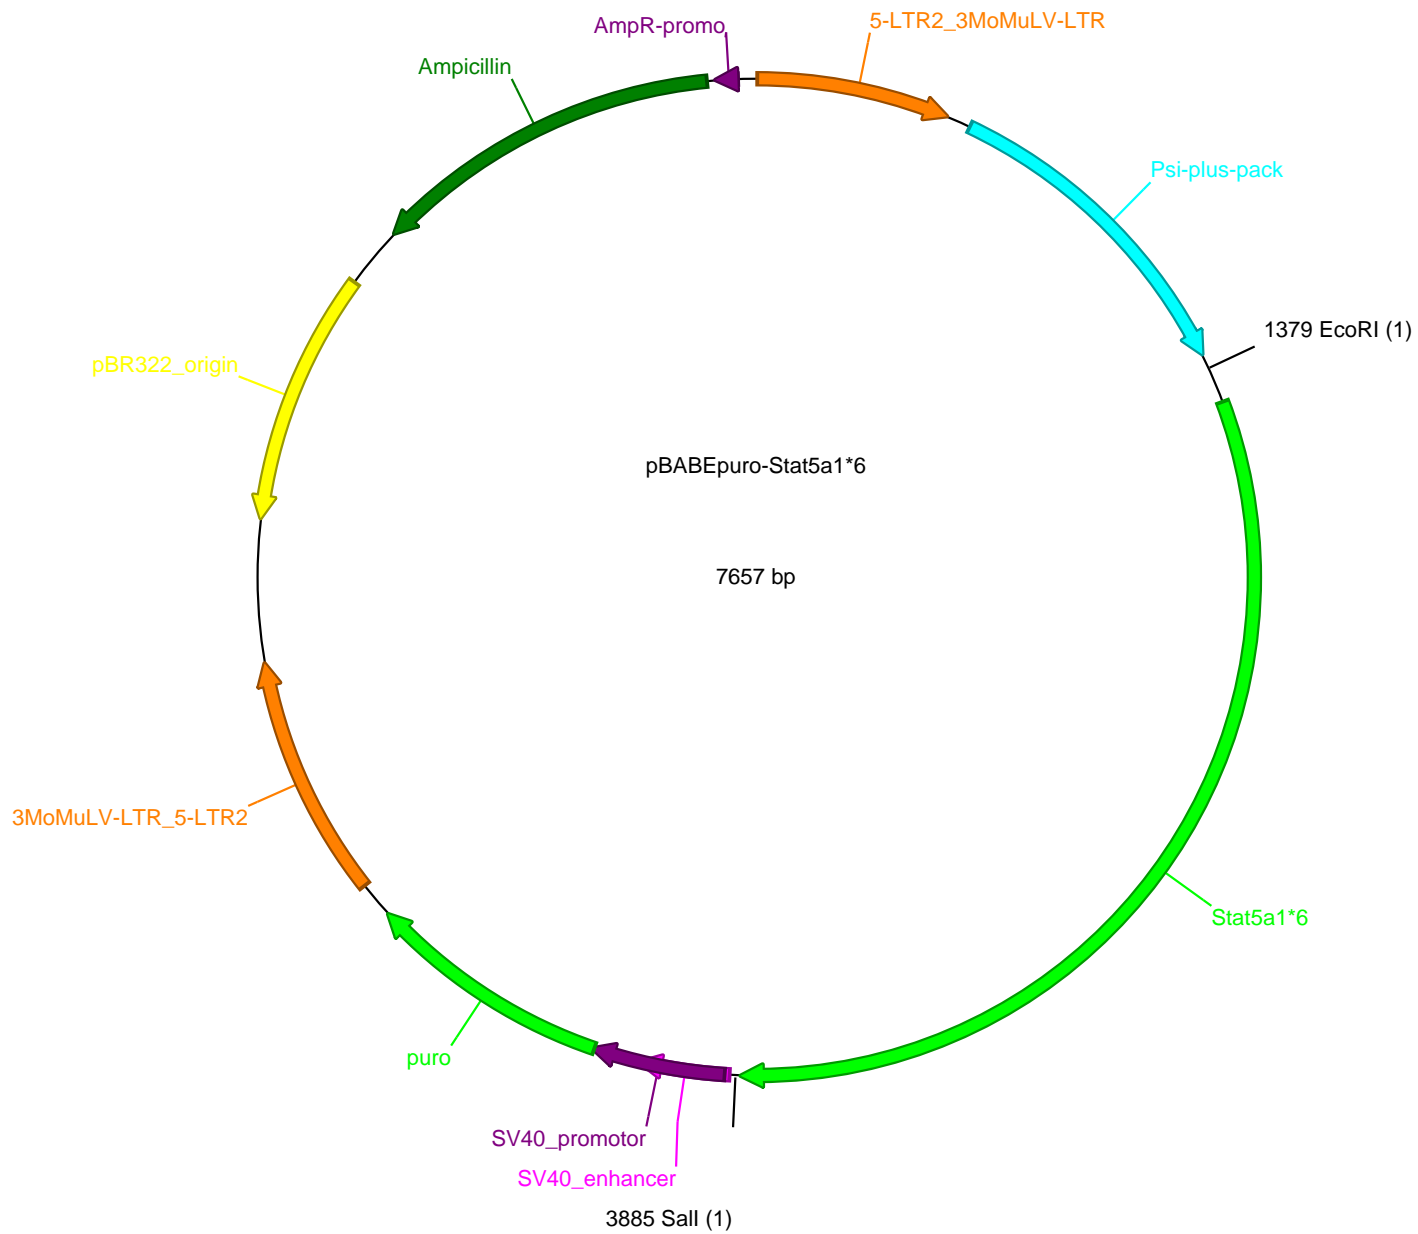 AmpR-promo
5-LTR2_3MoMuLV-LTR
Ampicillin
Psi-plus-pack
1379 EcoRI (1)
pBR322_origin
pBABEpuro-Stat5a1*6
7657 bp
3MoMuLV-LTR_5-LTR2
Stat5a1*6
puro
SV40_promotor
SV40_enhancer
3885 SalI (1)